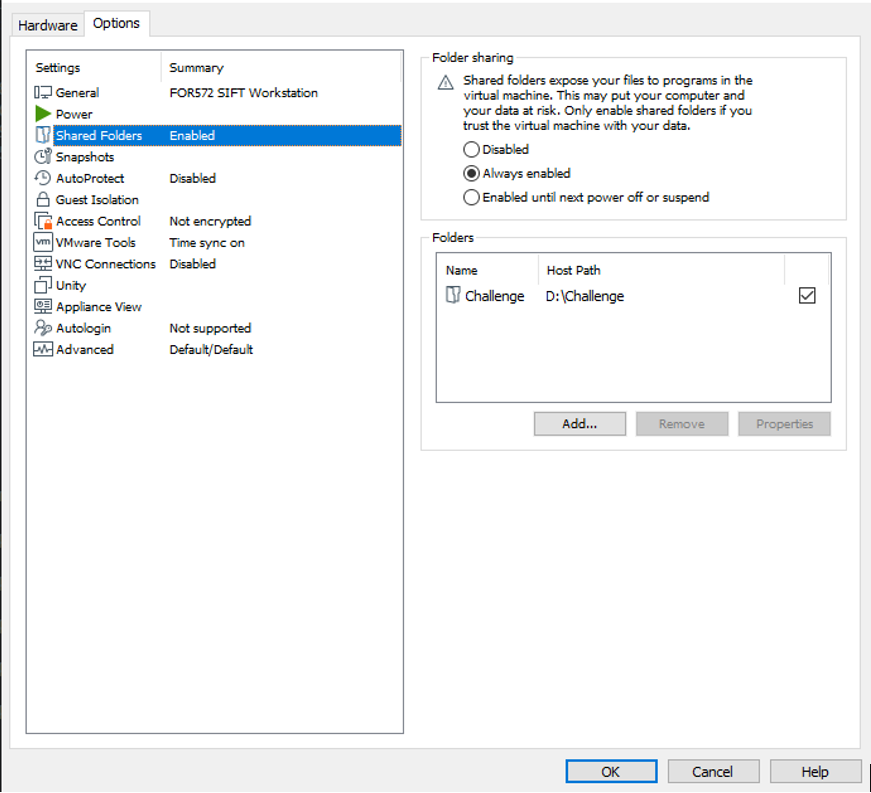 Hardware
Options
Settings Summary
General FOR572 SIFT Workstation
Power
Shared Folders Enabled
Snapshots
AutoProtect Disabled
Guest Isolation
Access Control Not encrypted
vm VMware Tools Time sync on
VNC Connections Disabled
Unity
Appliance View
Autologin Not supported
Advanced Default/Default
Folder sharing
Shared folders expose your files to programs in the
virtual machine. This may put your computer and
your data at risk. Only enable shared folders if you
trust the virtual machine with your data.
Disabled
Always enabled
Enabled until next power off or suspend
Folders
Name Host Path
Challenge D:\Challenge
Add... Remove Properties
OK Cancel Help